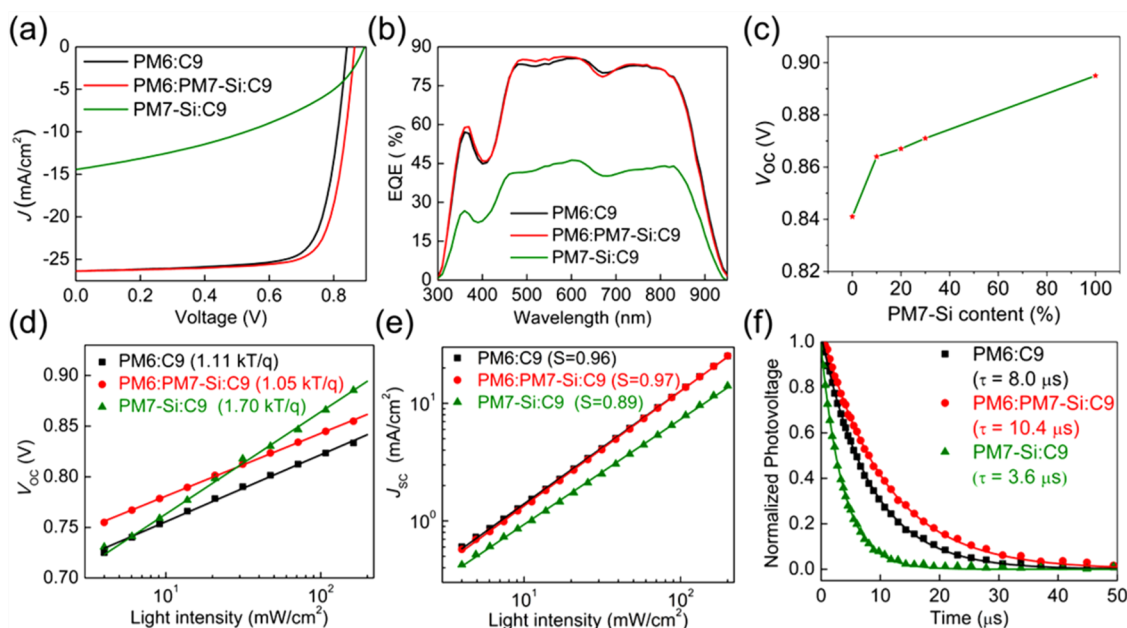 (a)
0
-5
-10
-15
-20
-25
J (mA/cm²)
PM6:C9
PM6:PM7-Si:C9
PM7-Si:C9
0.0 0.2 0.4 0.6 0.8
Voltage (V)
(b)
90
75
60
45
30
15
0
EQE ( %)
PM6:C9
PM6:PM7-Si:C9
PM7-Si:C9
300 400 500 600 700 800 900
Wavelength (nm)
(c)
0.90
0.88
0.86
0.84
0.82
VOC (V)
0 20 40 60 80 100
PM7-Si content (%)
(d)
0.90
0.85
0.80
0.75
0.70
VOC (V)
PM6:C9 (1.11 kT/q)
PM6:PM7-Si:C9 (1.05 kT/q)
PM7-Si:C9 (1.70 kT/q)
10¹ 10²
Light intensity (mW/cm²)
(e)
10¹
10⁰
JSC (mA/cm²)
PM6:C9 (S=0.96)
PM6:PM7-Si:C9 (S=0.97)
PM7-Si:C9 (S=0.89)
10¹ 10²
Light intensity (mW/cm²)
(f)
1.0
0.8
0.6
0.4
0.2
0.0
Normalized Photovoltage
PM6:C9
(τ = 8.0 μs)
PM6:PM7-Si:C9
(τ = 10.4 μs)
PM7-Si:C9
(τ = 3.6 μs)
0 10 20 30 40 50
Time (μs)